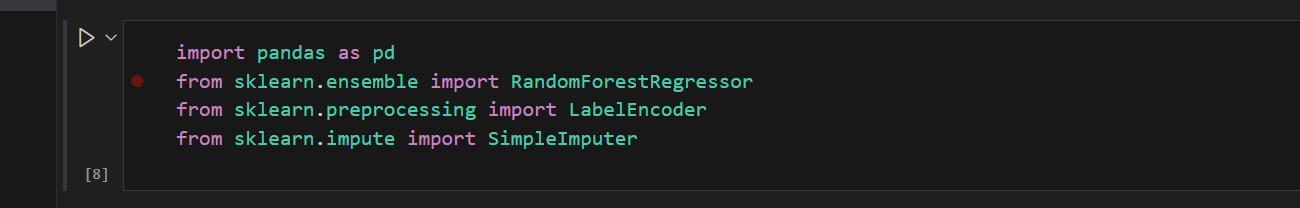 import pandas as pd
from sklearn.ensemble import RandomForestRegressor
from sklearn.preprocessing import LabelEncoder
from sklearn.impute import SimpleImputer
[8]